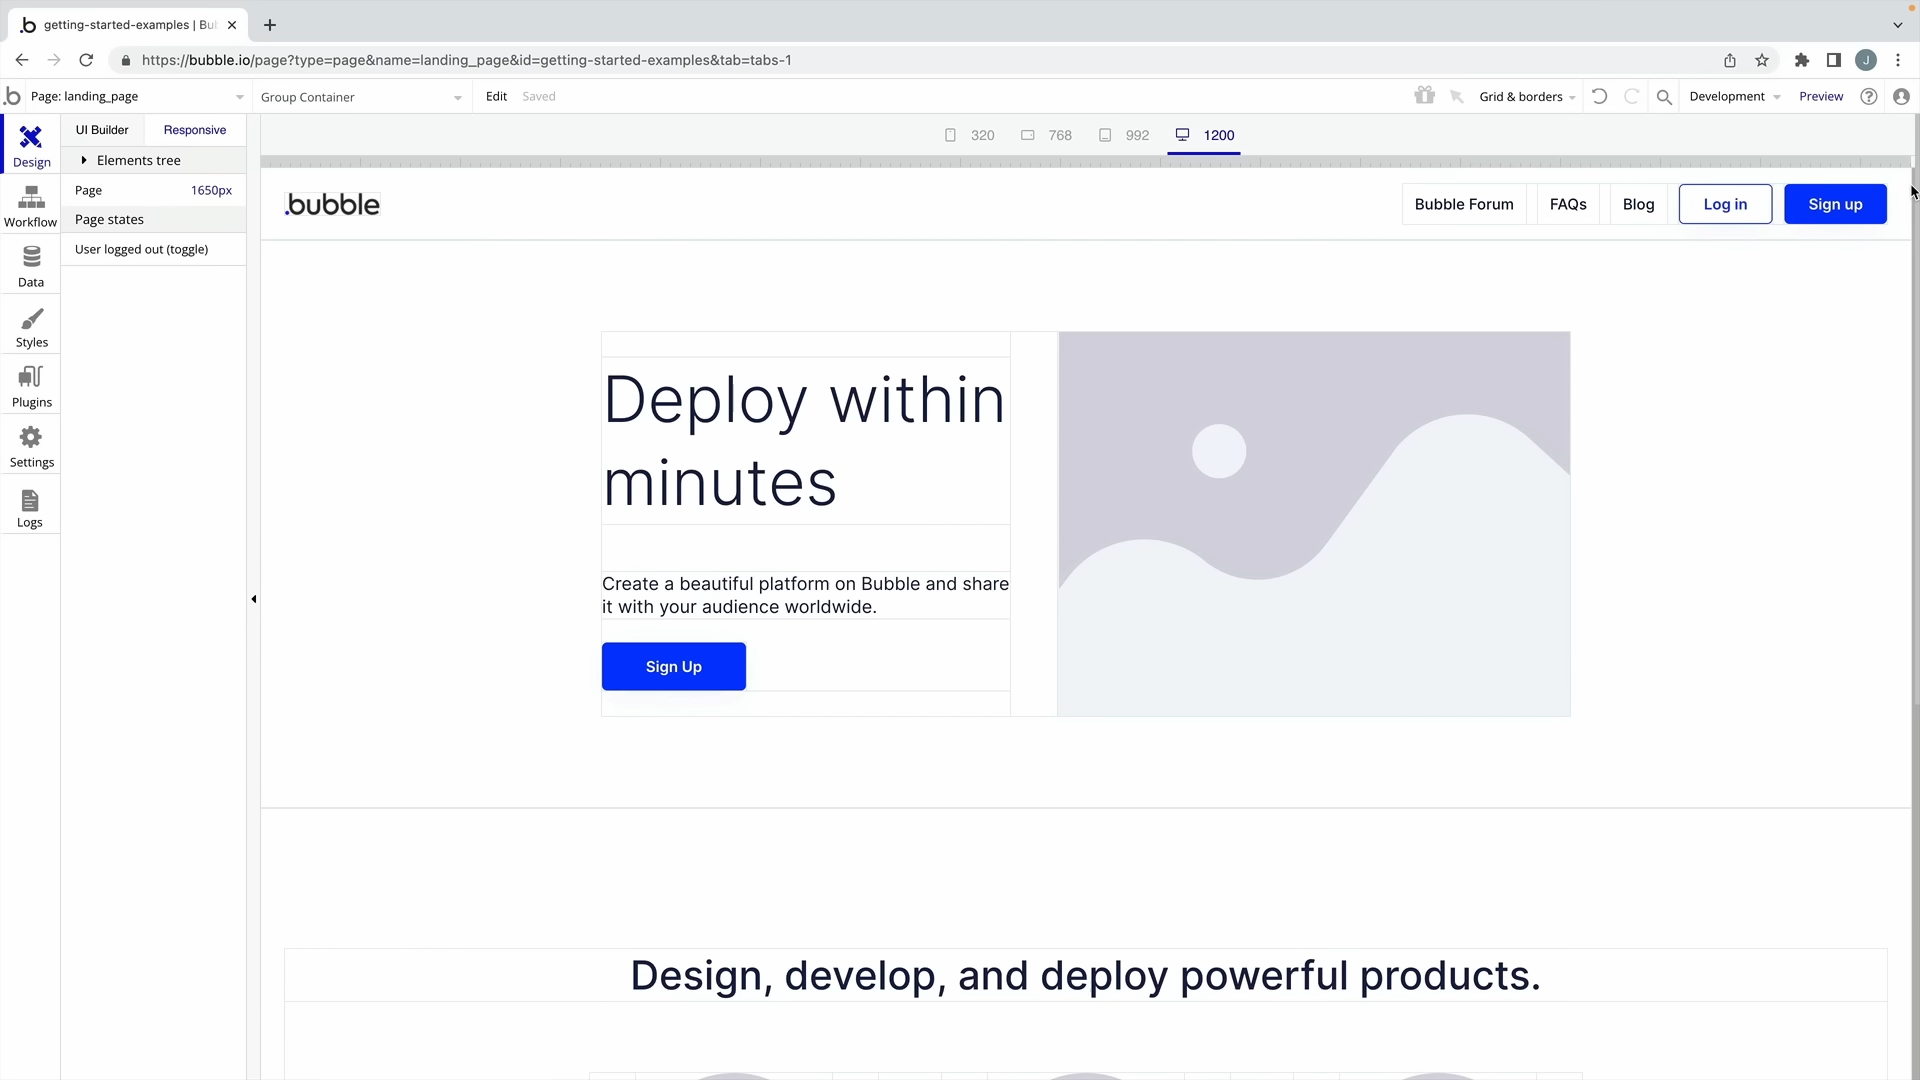 getting-started-examples | Bu
https://bubble.io/page?type=page&name=landing_page&id=getting-started-examples&tab=tabs-1
J
Page: landing_page
Group Container
Edit
Saved
Grid & borders
Development
Preview
Design
Workflow
Data
Styles
Plugins
Settings
Logs
UI Builder
Responsive
Elements tree
Page
1650px
Page states
User logged out (toggle)
320
768
992
1200
.bubble
Bubble Forum
FAQs
Blog
Log in
Sign up
Deploy within
minutes
Create a beautiful platform on Bubble and share
it with your audience worldwide.
Sign Up
Design, develop, and deploy powerful products.